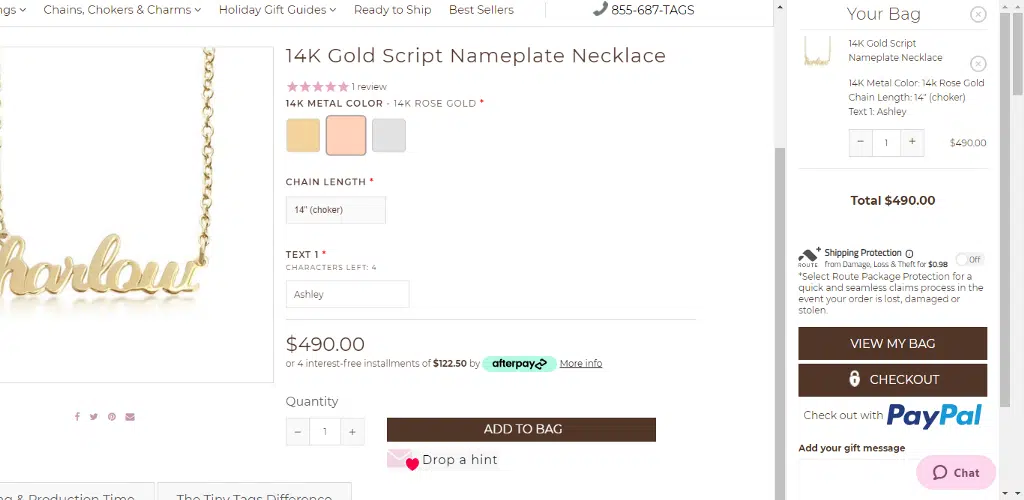 Chains, Chokers & Charms
Holiday Gift Guides
Ready to Ship
Best Sellers
855-687-TAGS
14K Gold Script Nameplate Necklace
1 review
14K METAL COLOR - 14K ROSE GOLD *
CHAIN LENGTH *
14" (choker)
TEXT 1 *
CHARACTERS LEFT: 4
Ashley
$490.00
or 4 interest-free installments of $122.50 by afterpay More info
Quantity
− 1 +
ADD TO BAG
Drop a hint
& Production Time
The Tiny Tags Difference
harlow
Your Bag
14K Gold Script
Nameplate Necklace
14K Metal Color: 14k Rose Gold
Chain Length: 14" (choker)
Text 1: Ashley
− 1 +
$490.00
Total $490.00
ROUTE
Shipping Protection
from Damage, Loss & Theft for $0.98
Off
*Select Route Package Protection for a
quick and seamless claims process in the
event your order is lost, damaged or
stolen.
VIEW MY BAG
CHECKOUT
Check out with PayPal
Add your gift message
Chat